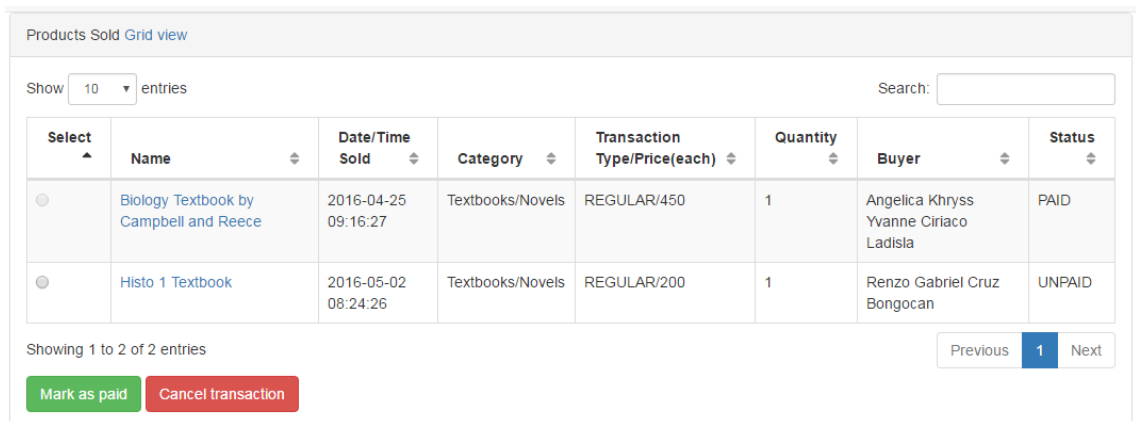 Products Sold Grid view
Show 10 entries Search:
Select Name Date/Time Sold Category Transaction Type/Price(each) Quantity Buyer Status
Biology Textbook by Campbell and Reece 2016-04-25 09:16:27 Textbooks/Novels REGULAR/450 1 Angelica Khryss Yvanne Ciriaco Ladisla PAID
Histo 1 Textbook 2016-05-02 08:24:26 Textbooks/Novels REGULAR/200 1 Renzo Gabriel Cruz Bongocan UNPAID
Showing 1 to 2 of 2 entries Previous 1 Next
Mark as paid Cancel transaction